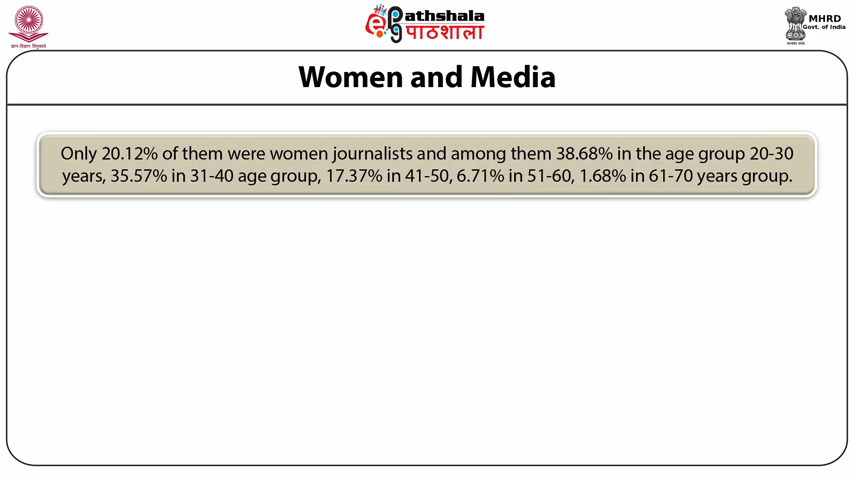 My
e Pathshala
pg पाठशाला
MHRD
Govt. of India
Women and Media
Only 20.12% of them were women journalists and among them 38.68% in the age group 20-30
years, 35.57% in 31-40 age group, 17.37% in 41-50, 6.71% in 51-60, 1.68% in 61-70 years group.